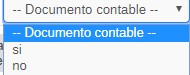 -- Documento contable --
-- Documento contable --
si
no